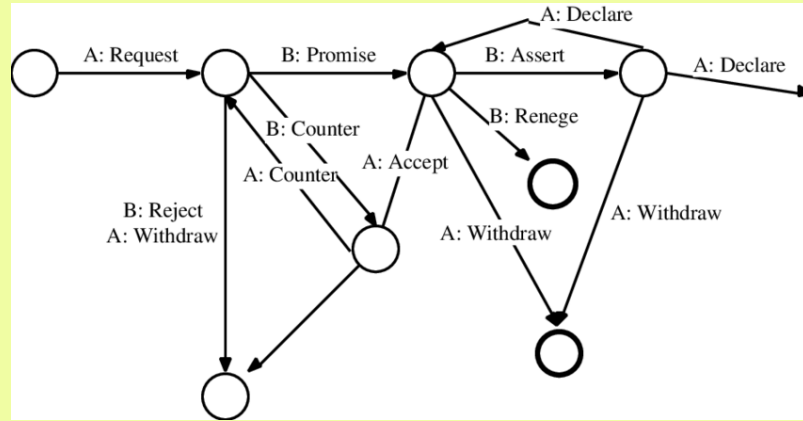 A: Declare
A: Request
B: Promise
B: Assert
A: Declare
B: Renege
B: Counter
A: Accept
A: Counter
B: Reject
A: Withdraw
A: Withdraw
A: Withdraw